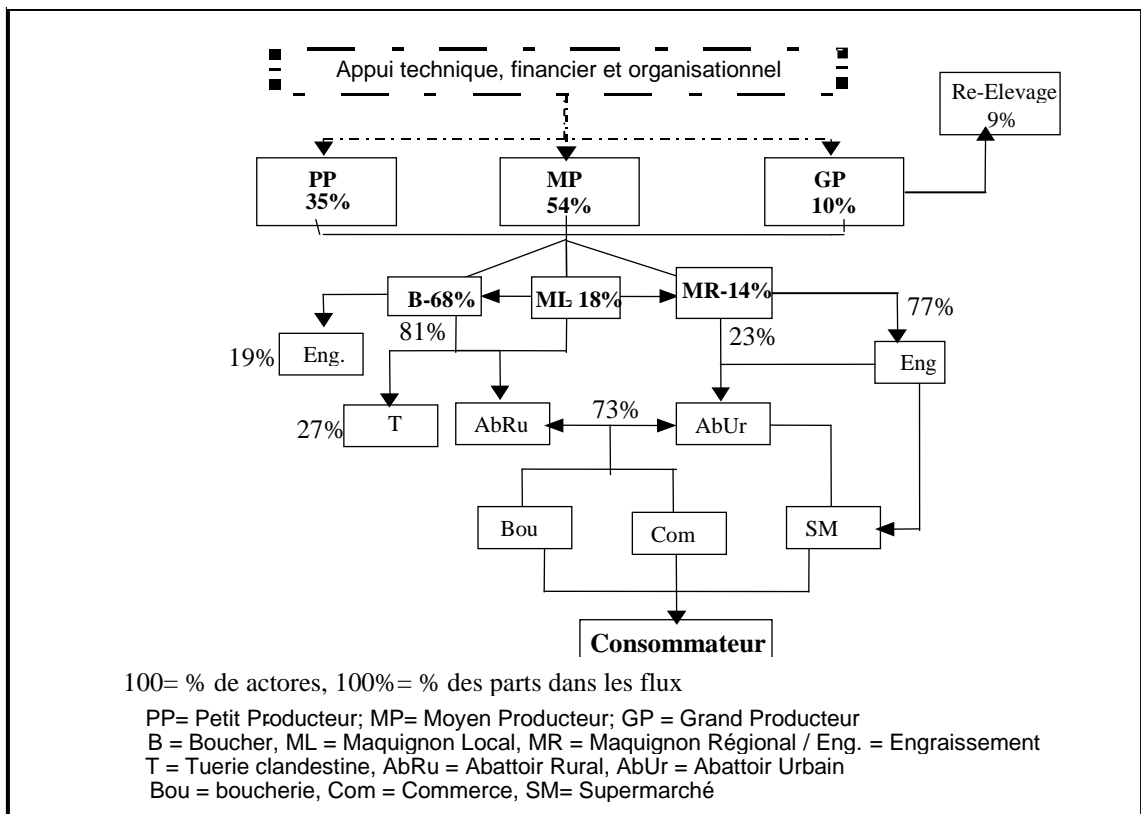 Appui technique, financier et organisationnel
Re-Elevage
9%
PP
35%
MP
54%
GP
10%
B-68%
ML- 18%
MR-14%
77%
81%
23%
19%
Eng.
Eng
27%
T
AbRu
73%
AbUr
Bou
Com
SM
Consommateur
100= % de actores, 100%= % des parts dans les flux
PP= Petit Producteur; MP= Moyen Producteur; GP = Grand Producteur
B = Boucher, ML = Maquignon Local, MR = Maquignon Régional / Eng. = Engraissement
T = Tuerie clandestine, AbRu = Abattoir Rural, AbUr = Abattoir Urbain
Bou = boucherie, Com = Commerce, SM= Supermarché